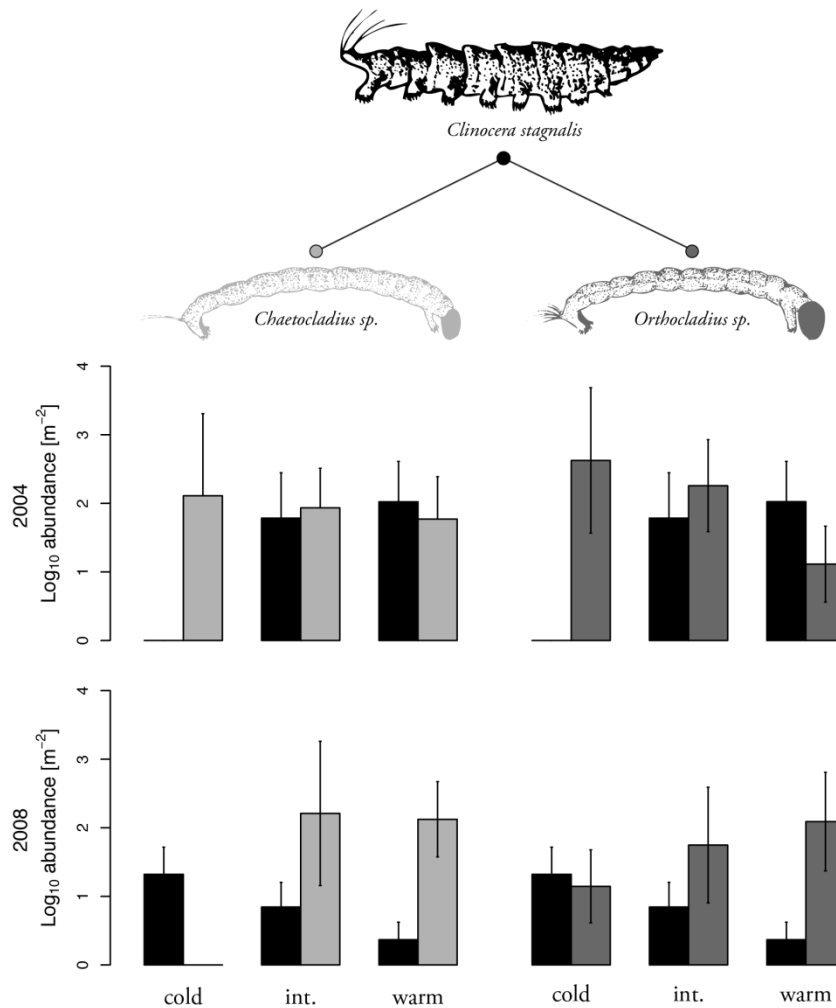 Clinocera stagnalis
Chaetocladius sp.
Orthocladius sp.
2004
Log₁₀ abundance [m⁻²]
4
3
2
1
0
2008
Log₁₀ abundance [m⁻²]
4
3
2
1
0
cold int. warm cold int. warm